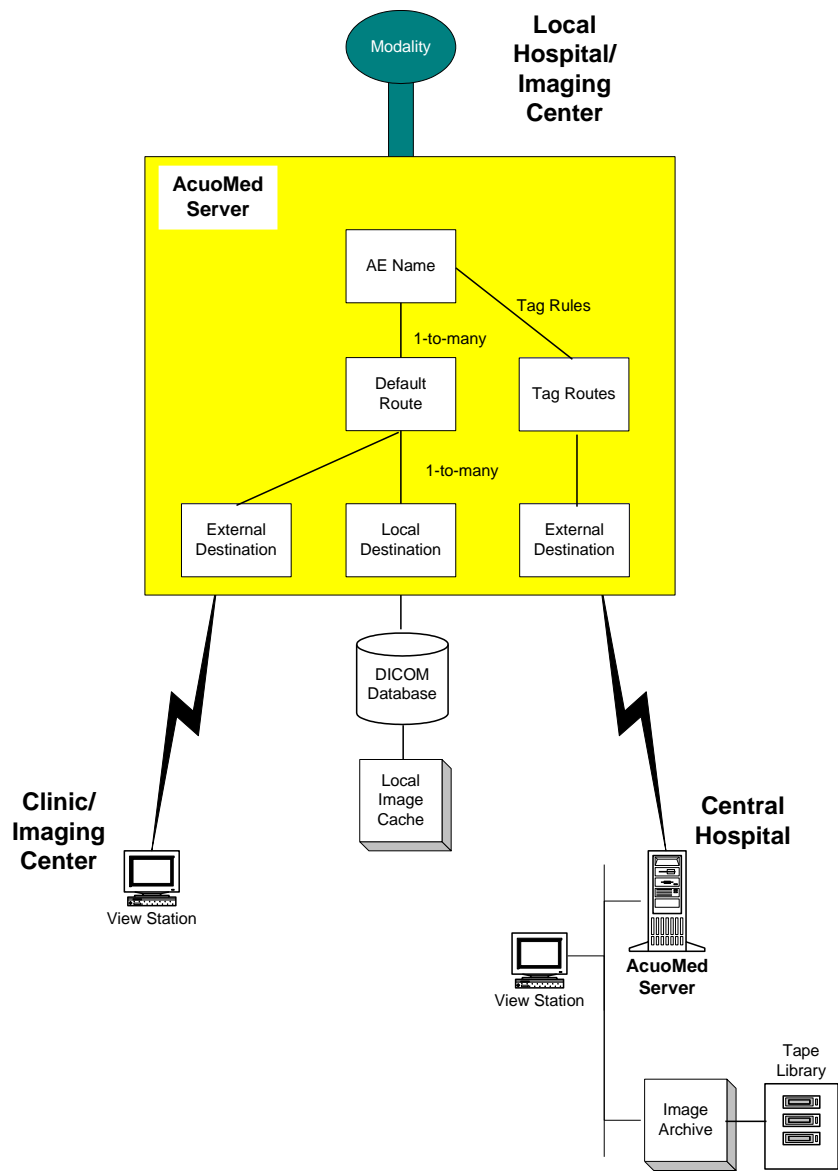 Modality
Local
Hospital/
Imaging
Center
AcuoMed
Server
AE Name
Tag Rules
1-to-many
Default
Route
Tag Routes
1-to-many
External
Destination
Local
Destination
External
Destination
DICOM
Database
Local
Image
Cache
Clinic/
Imaging
Center
View Station
Central
Hospital
AcuoMed
Server
View Station
Image
Archive
Tape
Library